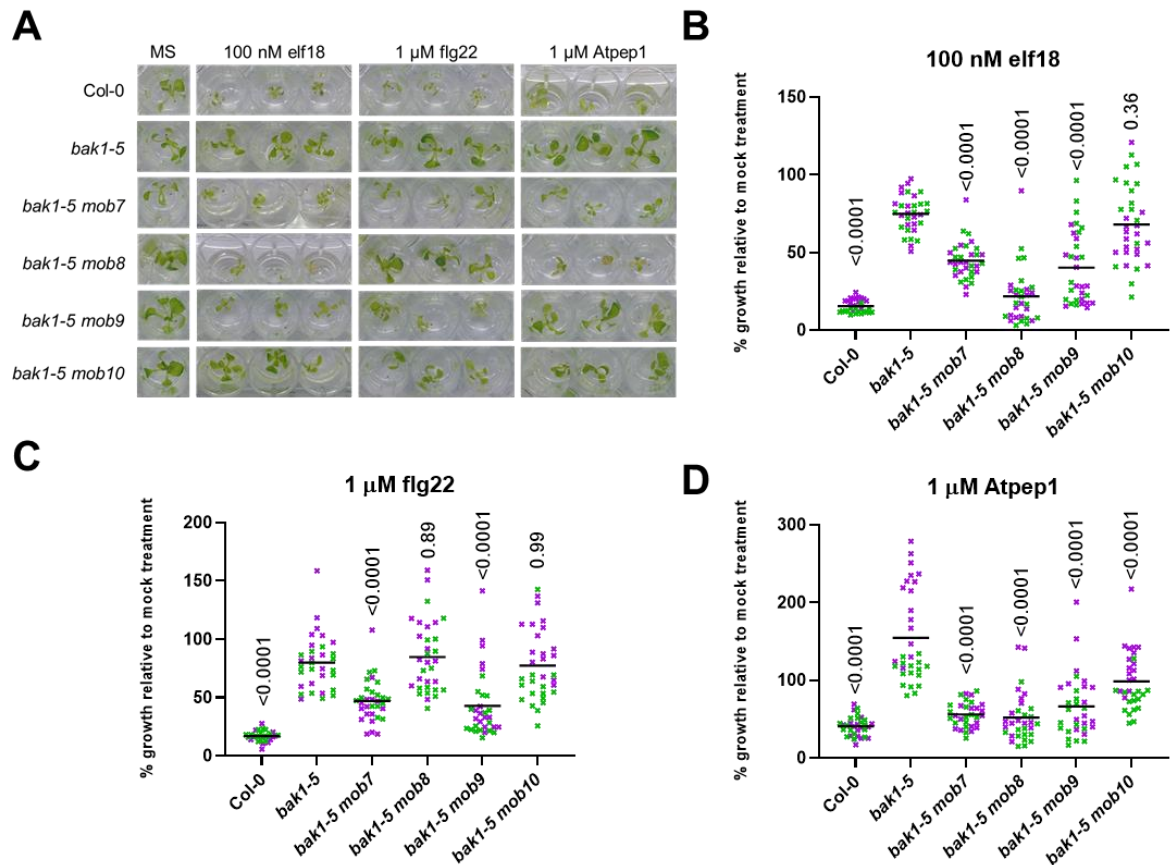 A
MS 100 nM elf18 1 µM flg22 1 µM Atpep1
Col-0
bak1-5
bak1-5 mob7
bak1-5 mob8
bak1-5 mob9
bak1-5 mob10
B
100 nM elf18
% growth relative to mock treatment
150
100
50
0
<0.0001
<0.0001
<0.0001
<0.0001
0.36
Col-0
bak1-5
bak1-5 mob7
bak1-5 mob8
bak1-5 mob9
bak1-5 mob10
C
1 µM flg22
% growth relative to mock treatment
200
150
100
50
0
<0.0001
<0.0001
0.89
<0.0001
0.99
Col-0
bak1-5
bak1-5 mob7
bak1-5 mob8
bak1-5 mob9
bak1-5 mob10
D
1 µM Atpep1
% growth relative to mock treatment
300
200
100
0
<0.0001
<0.0001
<0.0001
<0.0001
<0.0001
Col-0
bak1-5
bak1-5 mob7
bak1-5 mob8
bak1-5 mob9
bak1-5 mob10